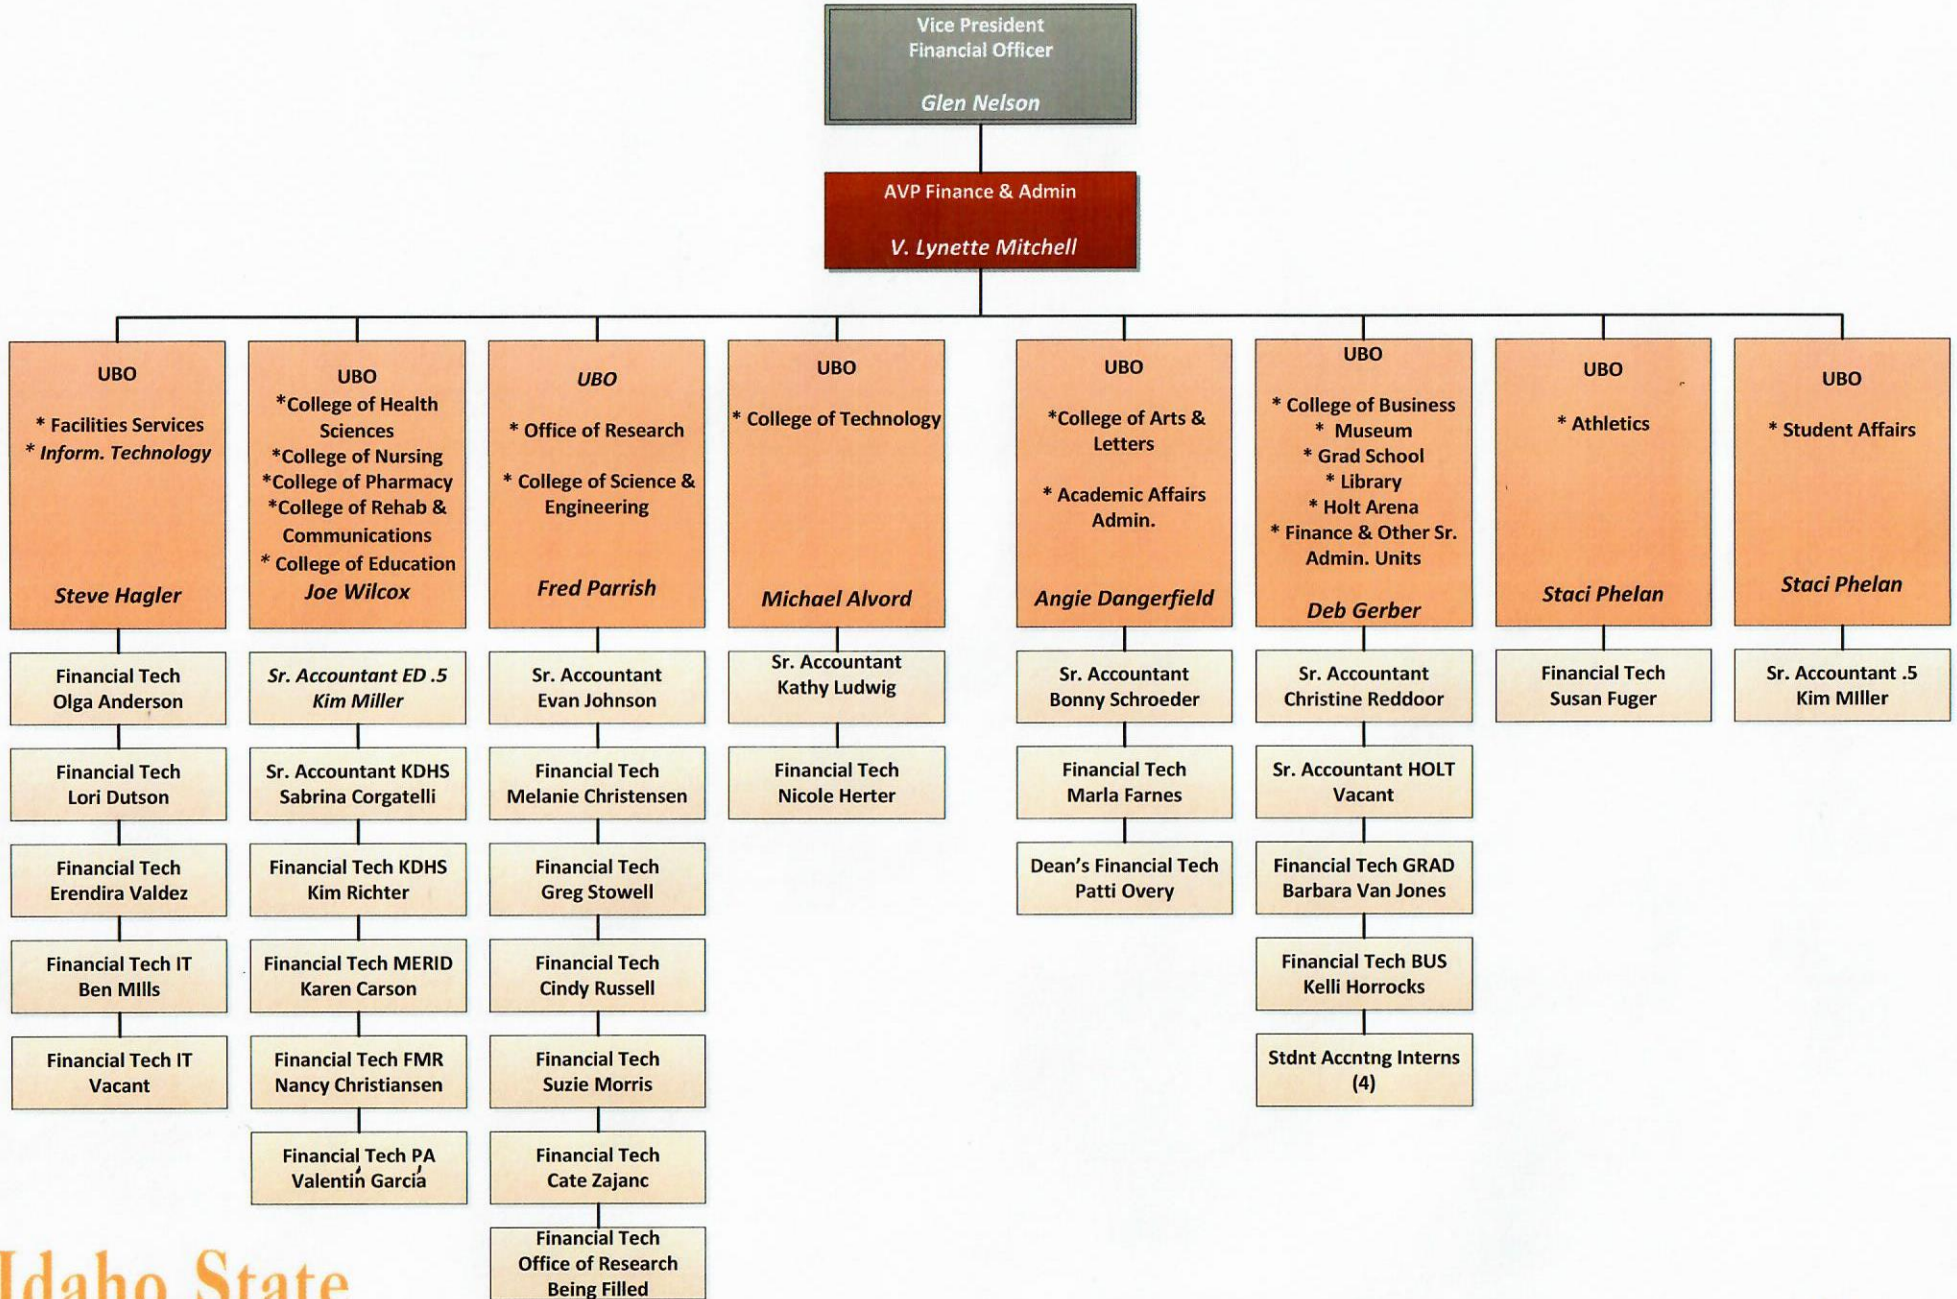 Vice President
Financial Officer
Glen Nelson
AVP Finance & Admin
V. Lynette Mitchell
UBO
* Facilities Services
* Inform. Technology
Steve Hagler
Financial Tech
Olga Anderson
Financial Tech
Lori Dutson
Financial Tech
Erendira Valdez
Financial Tech IT
Ben MIlls
Financial Tech IT
Vacant
UBO
*College of Health
Sciences
*College of Nursing
*College of Pharmacy
*College of Rehab &
Communications
* College of Education
Joe Wilcox
Sr. Accountant ED .5
Kim Miller
Sr. Accountant KDHS
Sabrina Corgatelli
Financial Tech KDHS
Kim Richter
Financial Tech MERID
Karen Carson
Financial Tech FMR
Nancy Christiansen
Financial Tech PA
Valentín García
UBO
* Office of Research
* College of Science &
Engineering
Fred Parrish
Sr. Accountant
Evan Johnson
Financial Tech
Melanie Christensen
Financial Tech
Greg Stowell
Financial Tech
Cindy Russell
Financial Tech
Suzie Morris
Financial Tech
Cate Zajanc
Financial Tech
Office of Research
Being Filled
UBO
* College of Technology
Michael Alvord
Sr. Accountant
Kathy Ludwig
Financial Tech
Nicole Herter
UBO
*College of Arts &
Letters
* Academic Affairs
Admin.
Angie Dangerfield
Sr. Accountant
Bonny Schroeder
Financial Tech
Marla Farnes
Dean's Financial Tech
Patti Overy
UBO
* College of Business
* Museum
* Grad School
* Library
* Holt Arena
* Finance & Other Sr.
Admin. Units
Deb Gerber
Sr. Accountant
Christine Reddoor
Sr. Accountant HOLT
Vacant
Financial Tech GRAD
Barbara Van Jones
Financial Tech BUS
Kelli Horrocks
Stdnt Accntng Interns
(4)
UBO
* Athletics
Staci Phelan
Financial Tech
Susan Fuger
UBO
* Student Affairs
Staci Phelan
Sr. Accountant .5
Kim MIller
Idaho State